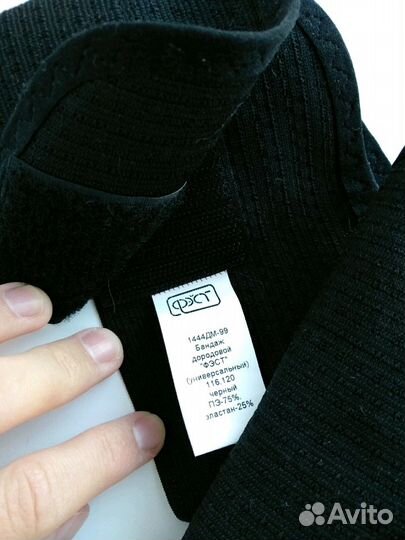 ФЭСТ
1444ДМ-99
Бандаж
дородовой
"ФЭСТ"
(универсальный)
116,120
черный
ПЭ-75%,
эластан-25%
Avito